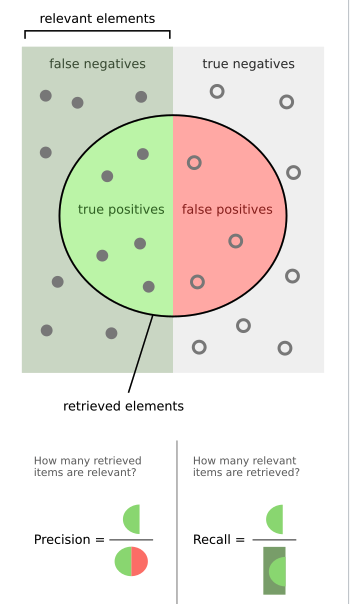 relevant elements
false negatives
true negatives
true positives
false positives
retrieved elements
How many retrieved
items are relevant?
Precision =
How many relevant
items are retrieved?
Recall =